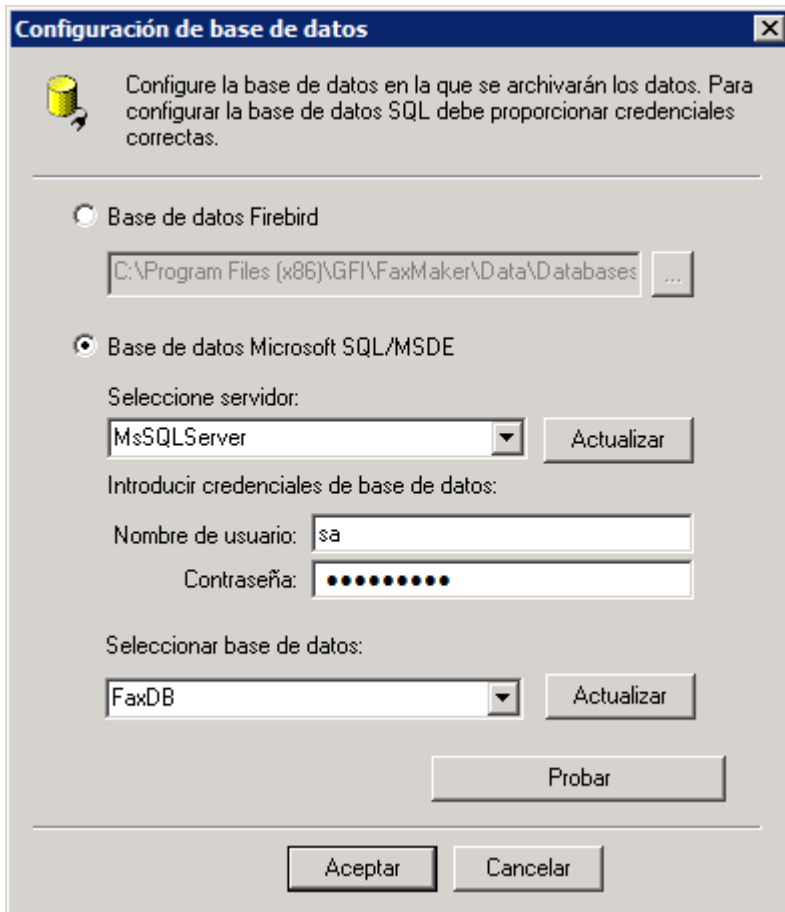 Configuración de base de datos
Configure la base de datos en la que se archivarán los datos. Para
configurar la base de datos SQL debe proporcionar credenciales
correctas.
Base de datos Firebird
C:\Program Files (x86)\GFI\FaxMaker\Data\Databases
...
Base de datos Microsoft SQL/MSDE
Seleccione servidor:
MsSQLServer
Actualizar
Introducir credenciales de base de datos:
Nombre de usuario: sa
Contraseña: ●●●●●●●●●
Seleccionar base de datos:
FaxDB
Actualizar
Probar
Aceptar
Cancelar